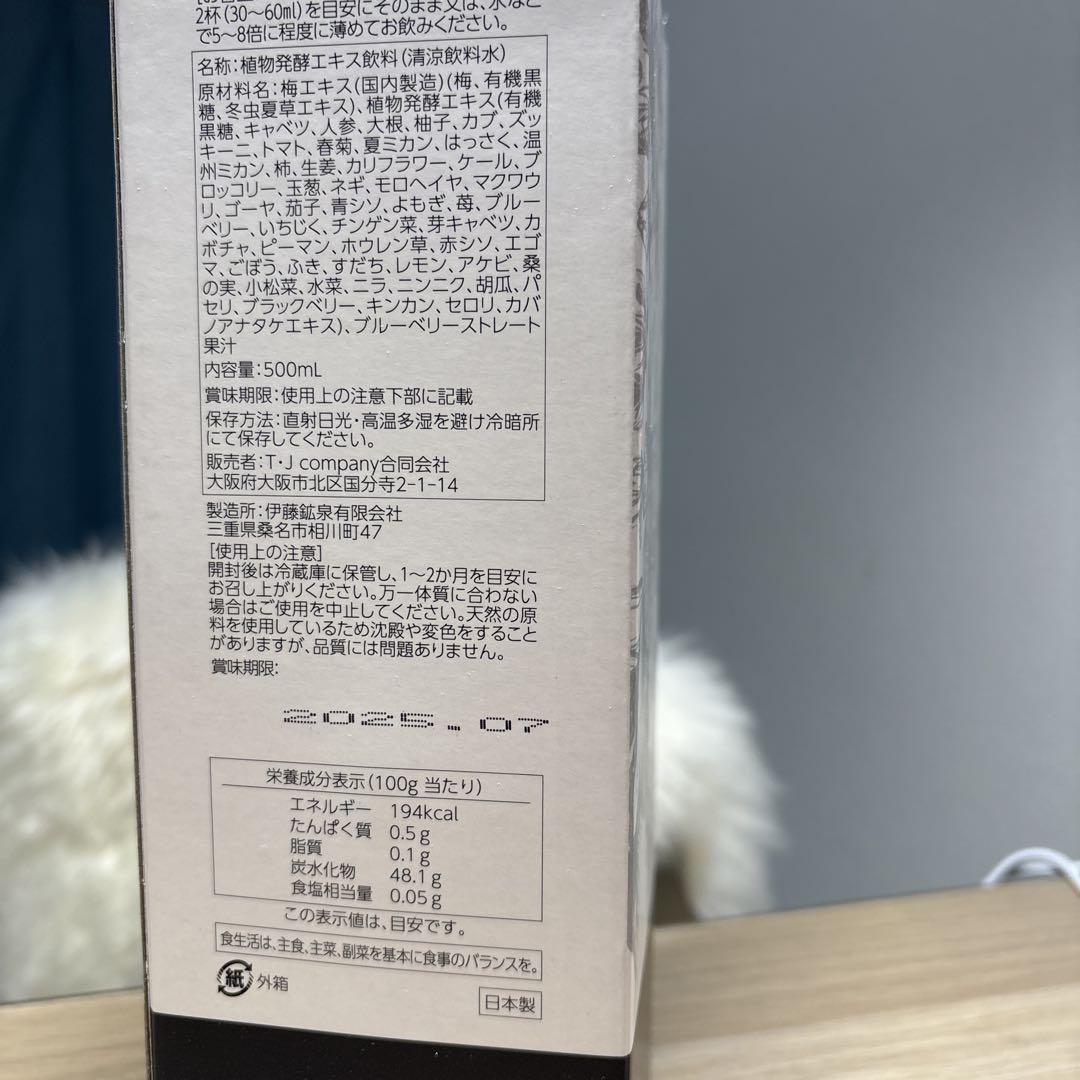 2杯(30〜60㎖)を目安にそのまま又は、水など
で5〜8倍に程度に薄めてお飲みください。
名称:植物発酵エキス飲料(清涼飲料水)
原材料名:梅エキス(国内製造)(梅、有機黒
糖、冬虫夏草エキス)、植物発酵エキス(有機
黒糖、キャベツ、人参、大根、柚子、カブ、ズッ
キーニ、トマト、春菊、夏ミカン、はっさく、温
州ミカン、柿、生姜、カリフラワー、ケール、ブ
ロッコリー、玉葱、ネギ、モロヘイヤ、マクワウ
リ、ゴーヤ、茄子、青シソ、よもぎ、苺、ブルー
ベリー、いちじく、チンゲン菜、芽キャベツ、カ
ボチャ、ピーマン、ホウレン草、赤シソ、エゴ
マ、ごぼう、ふき、すだち、レモン、アケビ、桑
の実、小松菜、水菜、ニラ、ニンニク、胡瓜、パ
セリ、ブラックベリー、キンカン、セロリ、カバ
ノアナタケエキス)、ブルーベリーストレート
果汁
内容量:500mL
賞味期限:使用上の注意下部に記載
保存方法:直射日光・高温多湿を避け冷暗所
にて保存してください。
販売者:T・J company合同会社
大阪府大阪市北区国分寺2-1-14
製造所:伊藤鉱泉有限会社
三重県桑名市相川町47
[使用上の注意]
開封後は冷蔵庫に保管し、1〜2か月を目安に
お召し上がりください。万一体質に合わない
場合はご使用を中止してください。天然の原
料を使用しているため沈殿や変色をすること
がありますが、品質には問題ありません。
賞味期限:
2025.07
栄養成分表示(100g 当たり)
エネルギー 194kcal
たんぱく質 0.5g
脂質 0.1g
炭水化物 48.1g
食塩相当量 0.05g
この表示値は、目安です。
食生活は、主食、主菜、副菜を基本に食事のバランスを。
紙 外箱
日本製